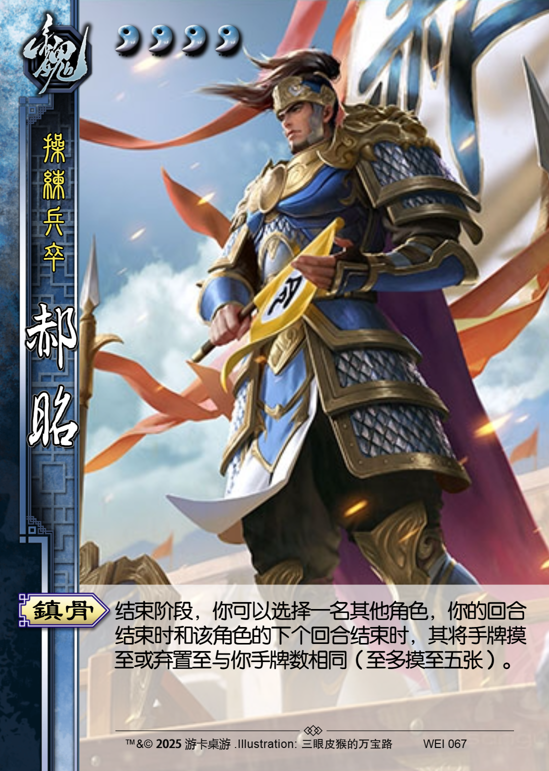 魏
操練兵卒
郝昭
令
鎮骨
结束阶段，你可以选择一名其他角色，你的回合
结束时和该角色的下个回合结束时，其将手牌摸
至或弃置至与你手牌数相同（至多摸至五张）。
™&© 2025 游卡桌游 .Illustration: 三眼皮猴的万宝路 WEI 067